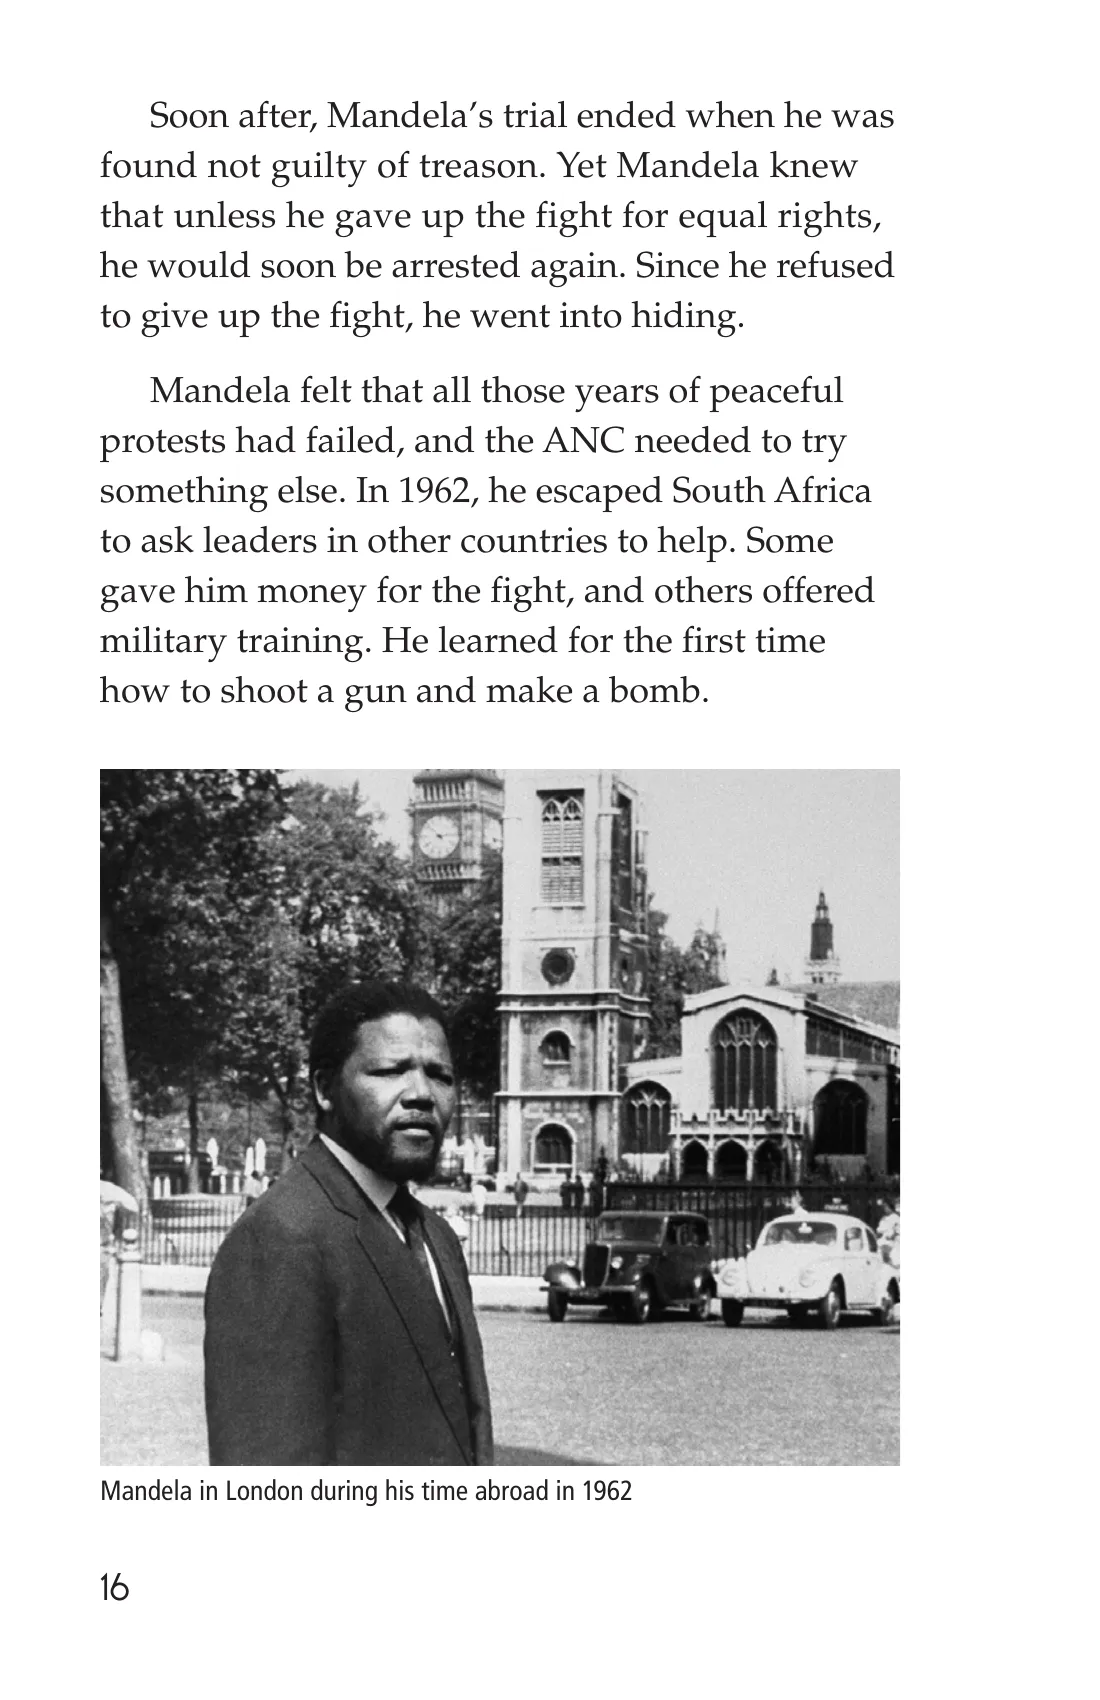 Soon after, Mandela’s trial ended when he was
found not guilty of treason. Yet Mandela knew
that unless he gave up the fight for equal rights,
he would soon be arrested again. Since he refused
to give up the fight, he went into hiding.
Mandela felt that all those years of peaceful
protests had failed, and the ANC needed to try
something else. In 1962, he escaped South Africa
to ask leaders in other countries to help. Some
gave him money for the fight, and others offered
military training. He learned for the first time
how to shoot a gun and make a bomb.
Mandela in London during his time abroad in 1962
16